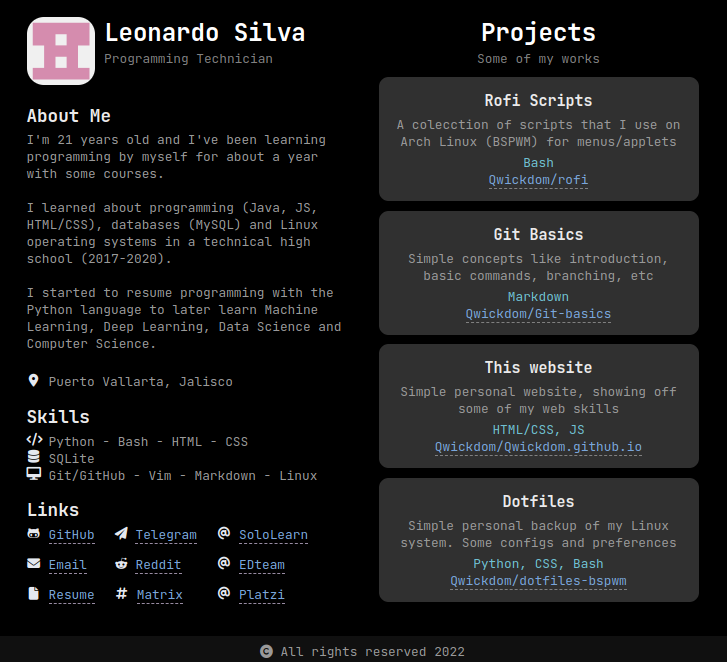 Leonardo Silva
Programming Technician
About Me
I'm 21 years old and I've been learning
programming by myself for about a year
with some courses.
I learned about programming (Java, JS,
HTML/CSS), databases (MySQL) and Linux
operating systems in a technical high
school (2017-2020).
I started to resume programming with the
Python language to later learn Machine
Learning, Deep Learning, Data Science and
Computer Science.
Puerto Vallarta, Jalisco
Skills
Python - Bash - HTML - CSS
SQLite
Git/GitHub - Vim - Markdown - Linux
Links
GitHub Telegram SoloLearn
Email Reddit EDteam
Resume Matrix Platzi
Projects
Some of my works
Rofi Scripts
A colecction of scripts that I use on
Arch Linux (BSPWM) for menus/applets
Bash
Qwickdom/rofi
Git Basics
Simple concepts like introduction,
basic commands, branching, etc
Markdown
Qwickdom/Git-basics
This website
Simple personal website, showing off
some of my web skills
HTML/CSS, JS
Qwickdom/Qwickdom.github.io
Dotfiles
Simple personal backup of my Linux
system. Some configs and preferences
Python, CSS, Bash
Qwickdom/dotfiles-bspwm
© All rights reserved 2022